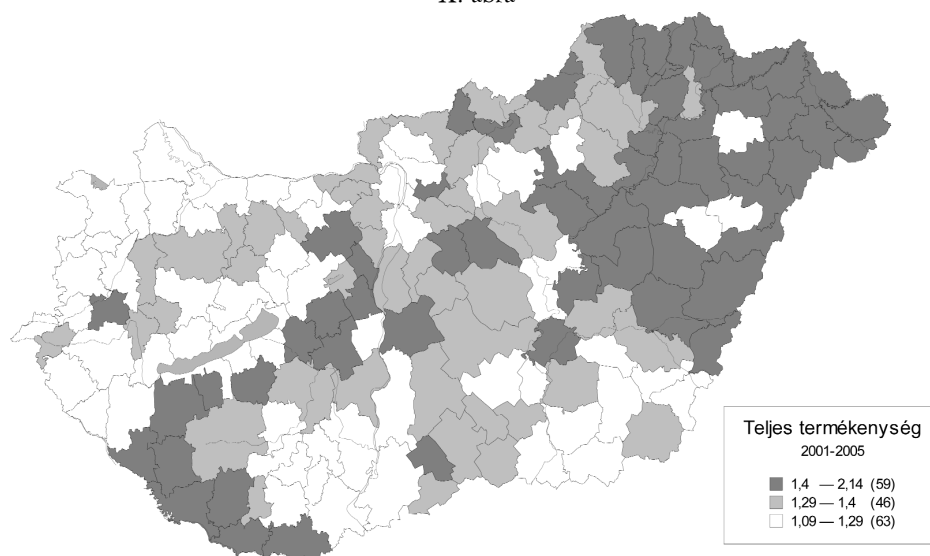 Teljes termékenység
2001-2005
1,4 — 2,14 (59)
1,29 — 1,4 (46)
1,09 — 1,29 (63)